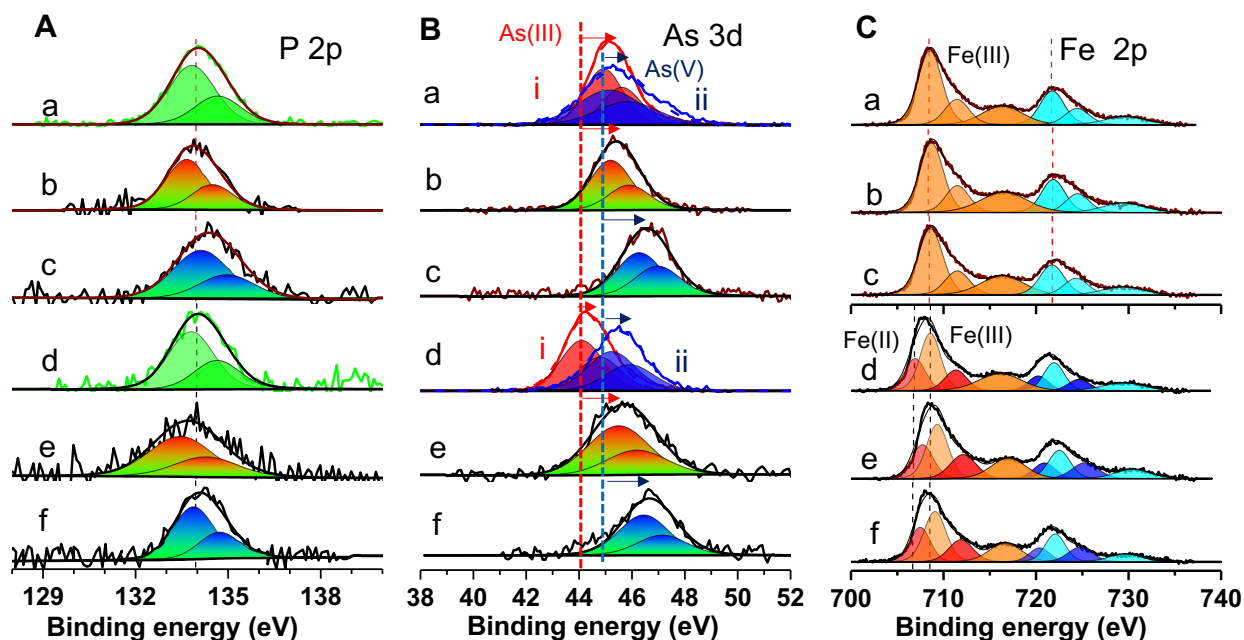 A
P 2p
a
b
c
d
e
f
129
133
135
138
Binding energy (eV)
B
As(III)
As 3d
As(V)
i
ii
a
b
c
i
ii
d
e
f
38 40 42 44 46 48 50 52
Binding energy (eV)
C
Fe(III)
Fe 2p
a
b
c
Fe(II)
Fe(III)
d
e
f
700 710 720 730 740
Binding energy (eV)